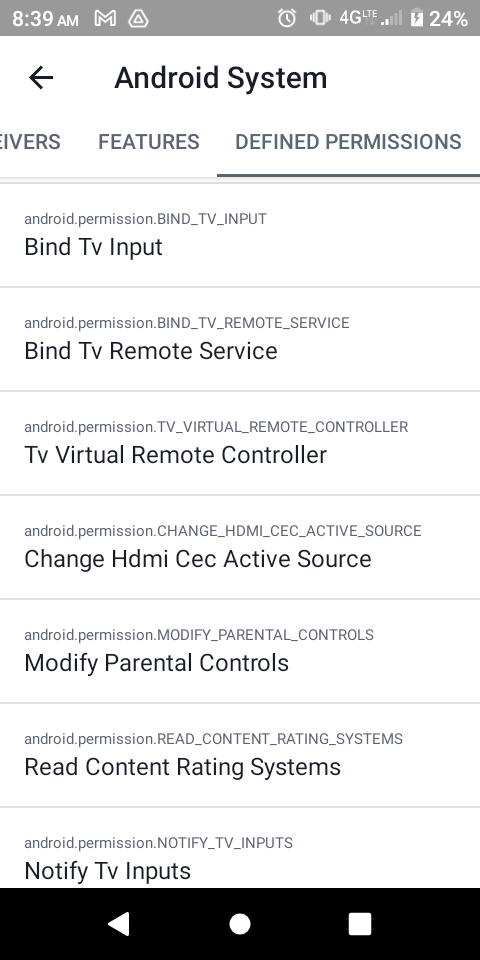 8:39 AM 4G LTE 24%
Android System
EIVERS FEATURES DEFINED PERMISSIONS
android.permission.BIND_TV_INPUT
Bind Tv Input
android.permission.BIND_TV_REMOTE_SERVICE
Bind Tv Remote Service
android.permission.TV_VIRTUAL_REMOTE_CONTROLLER
Tv Virtual Remote Controller
android.permission.CHANGE_HDMI_CEC_ACTIVE_SOURCE
Change Hdmi Cec Active Source
android.permission.MODIFY_PARENTAL_CONTROLS
Modify Parental Controls
android.permission.READ_CONTENT_RATING_SYSTEMS
Read Content Rating Systems
android.permission.NOTIFY_TV_INPUTS
Notify Tv Inputs